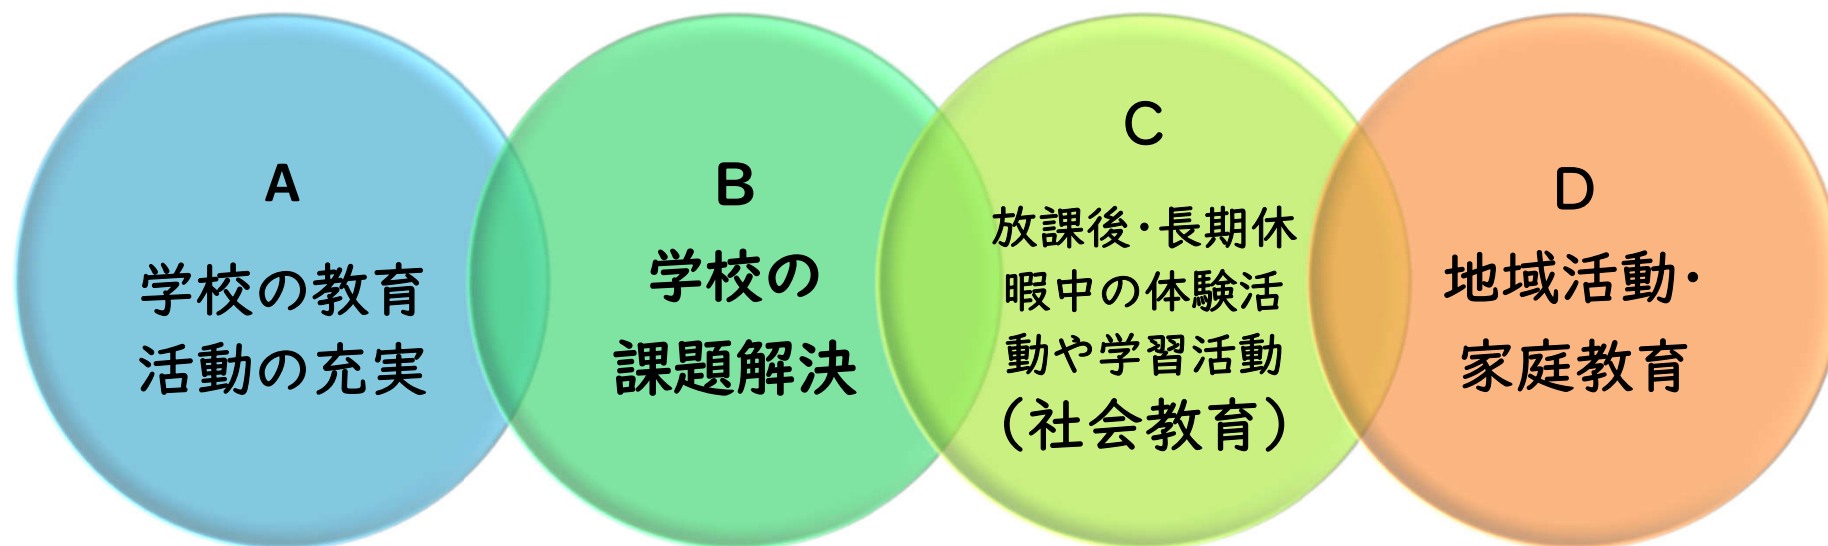 A
学校の教育
活動の充実
B
学校の
課題解決
C
放課後・長期休
暇中の体験活
動や学習活動
(社会教育)
D
地域活動・
家庭教育